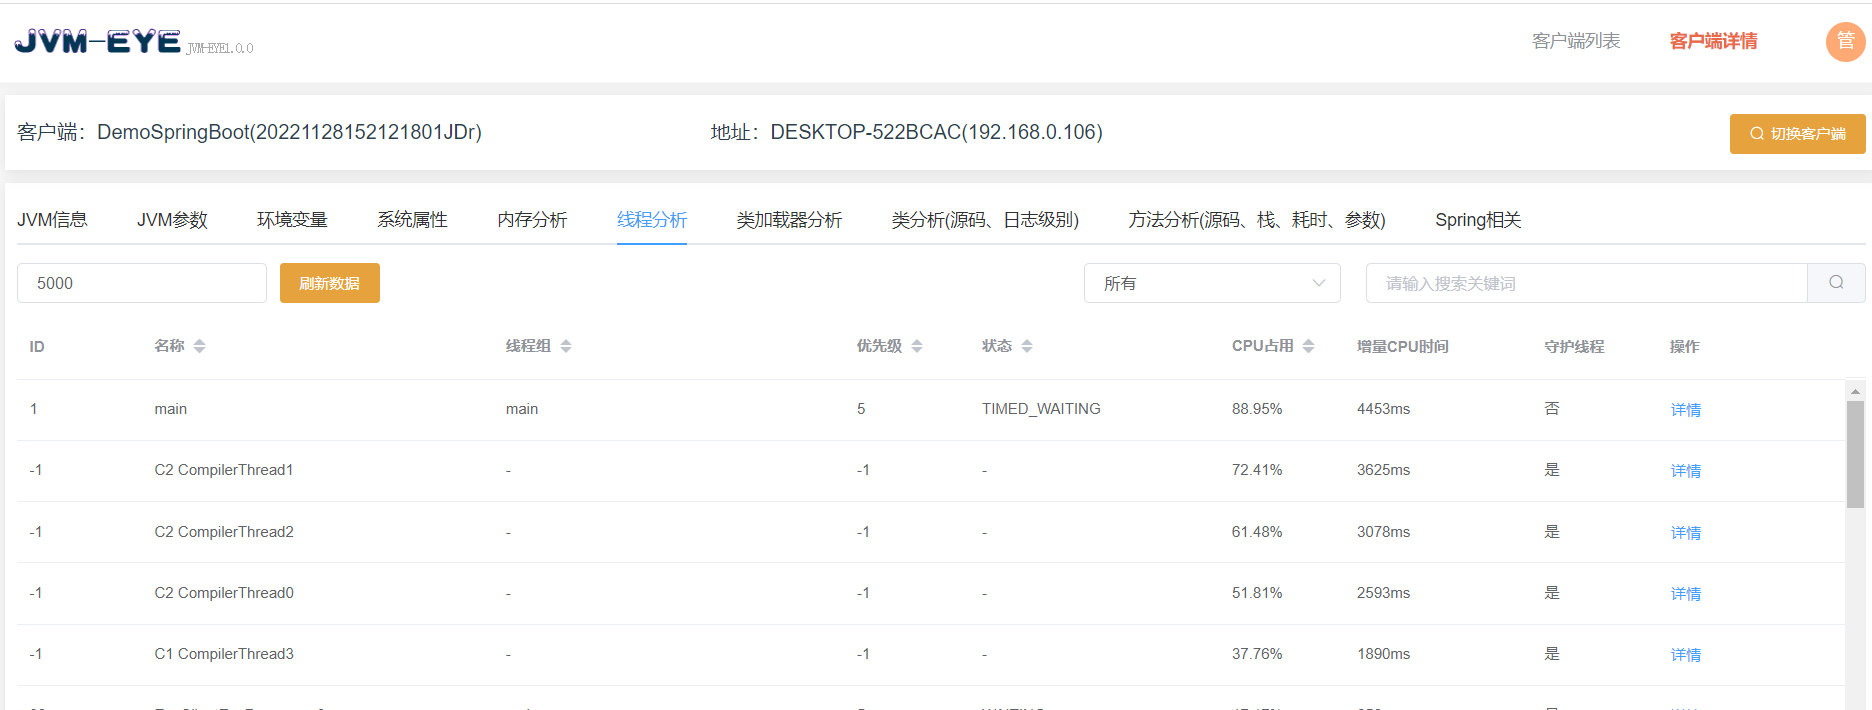 JVM-EYE JVM-EYE1.0.0 客户端列表 客户端详情 管
客户端：DemoSpringBoot(20221128152121801JDr) 地址：DESKTOP-522BCAC(192.168.0.106) 切换客户端
JVM信息 JVM参数 环境变量 系统属性 内存分析 线程分析 类加载器分析 类分析(源码、日志级别) 方法分析(源码、栈、耗时、参数) Spring相关
5000 刷新数据 所有 请输入搜索关键词
ID 名称 线程组 优先级 状态 CPU占用 增量CPU时间 守护线程 操作
1 main main 5 TIMED_WAITING 88.95% 4453ms 否 详情
-1 C2 CompilerThread1 - -1 - 72.41% 3625ms 是 详情
-1 C2 CompilerThread2 - -1 - 61.48% 3078ms 是 详情
-1 C2 CompilerThread0 - -1 - 51.81% 2593ms 是 详情
-1 C1 CompilerThread3 - -1 - 37.76% 1890ms 是 详情